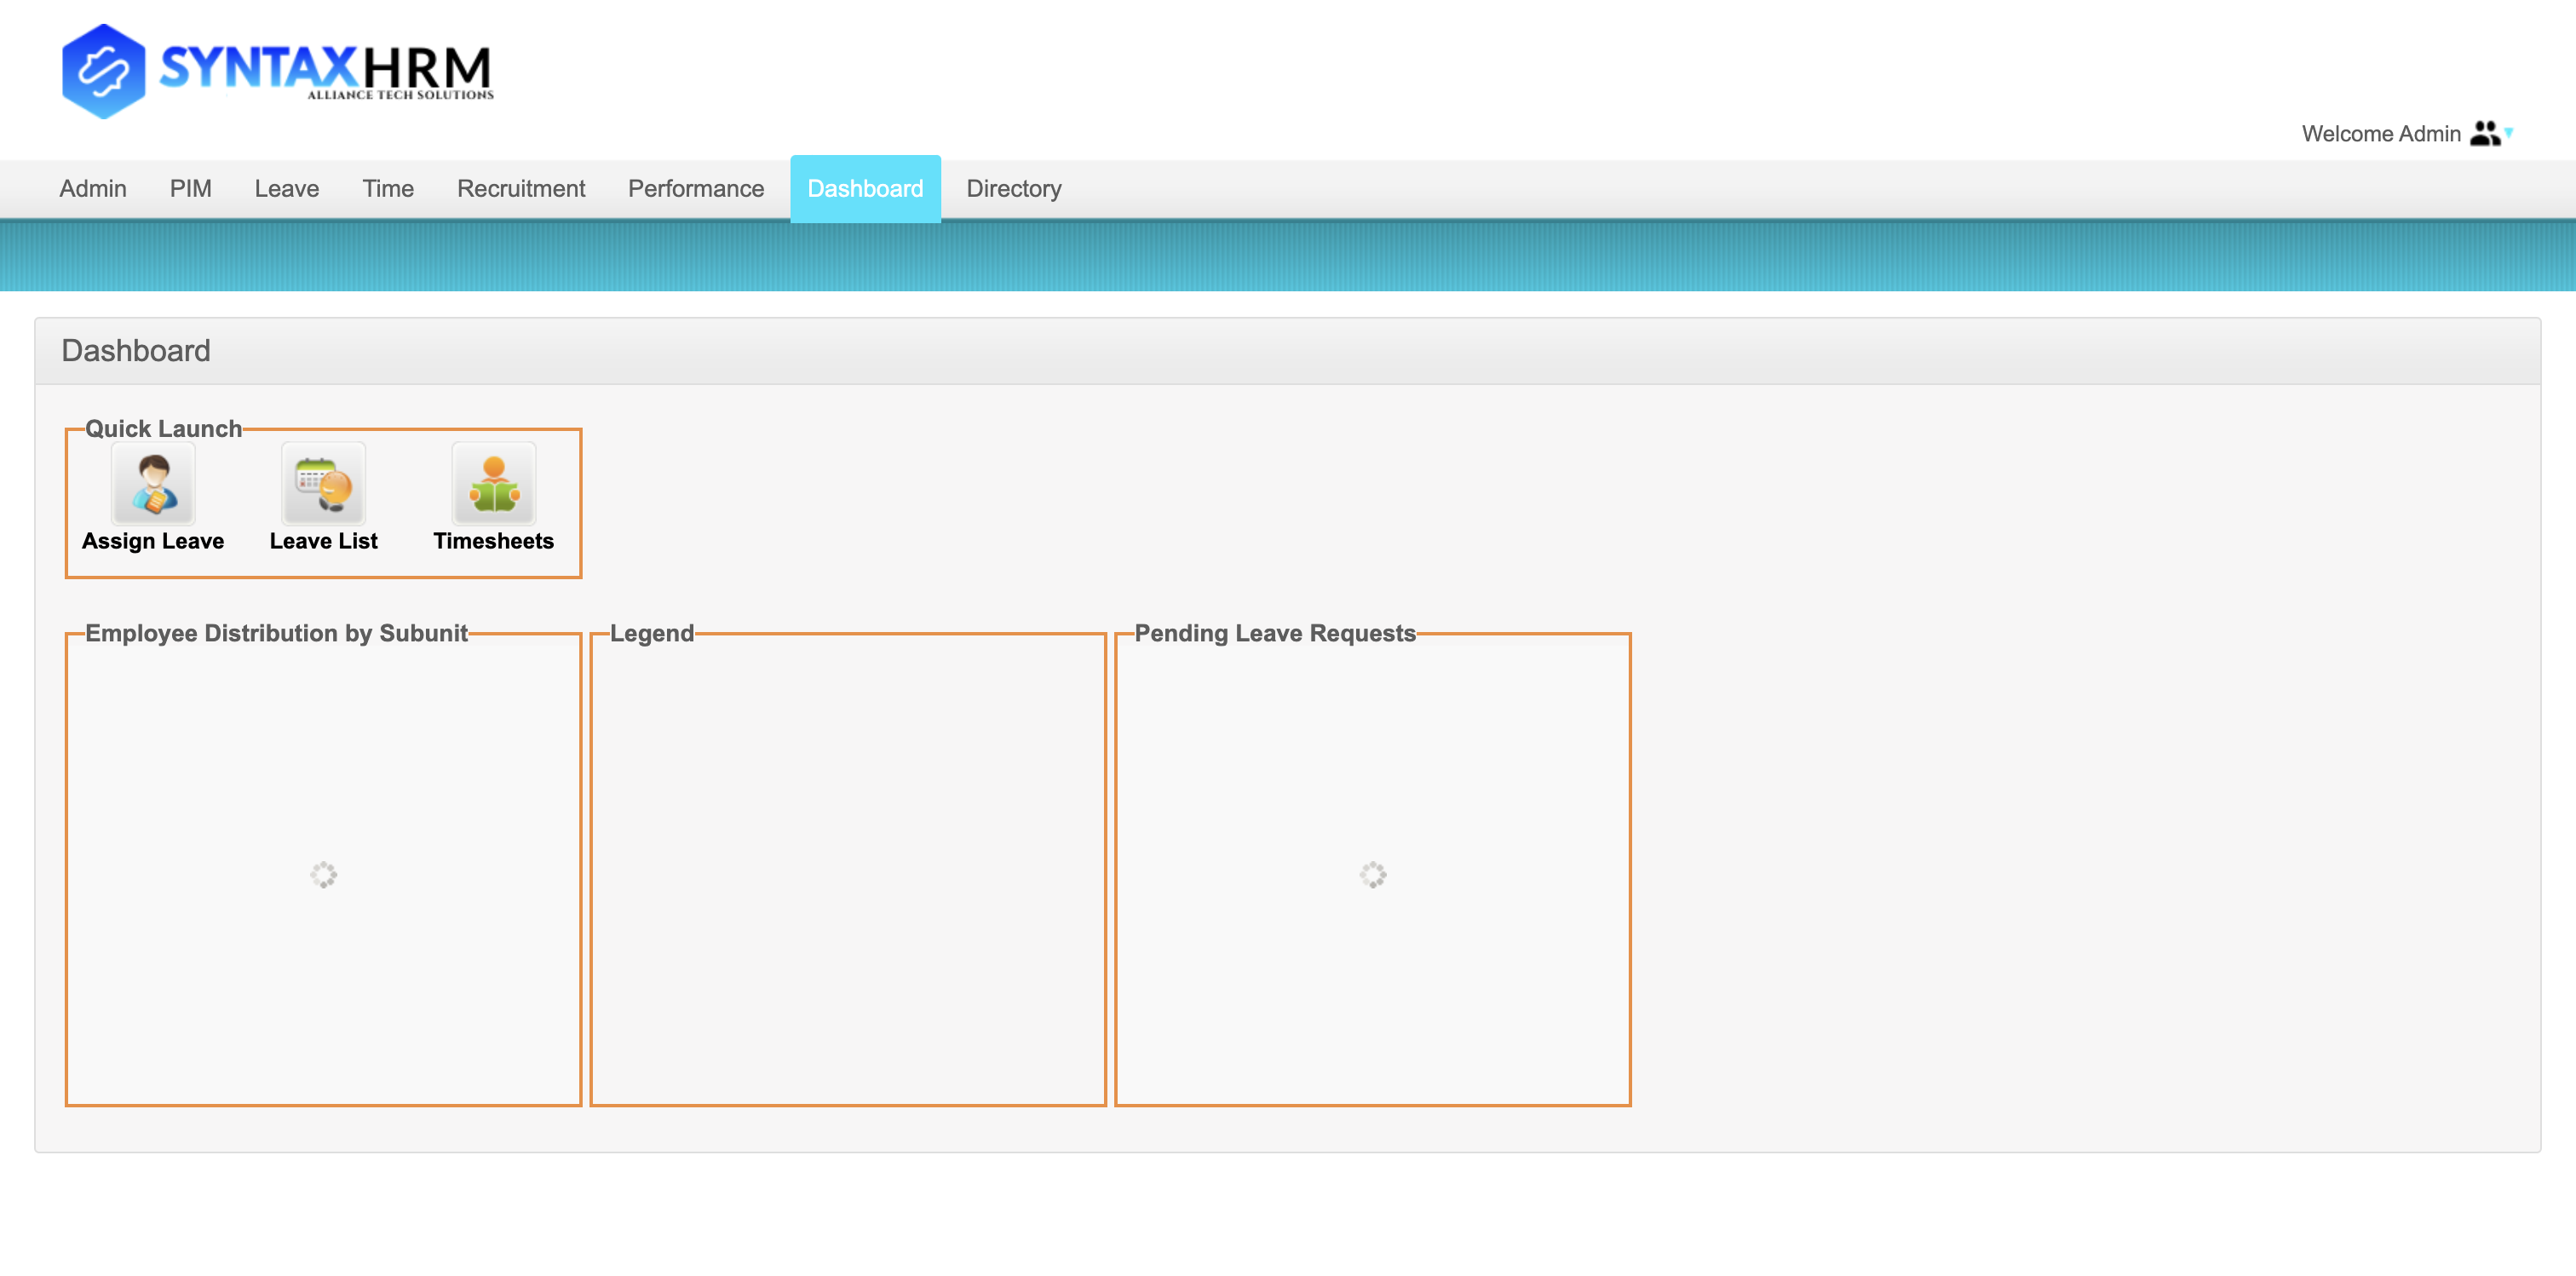 SYNTAXHRM
ALLIANCE TECH SOLUTIONS
Welcome Admin
Admin PIM Leave Time Recruitment Performance Dashboard Directory
Dashboard
Quick Launch
Assign Leave Leave List Timesheets
Employee Distribution by Subunit Legend Pending Leave Requests